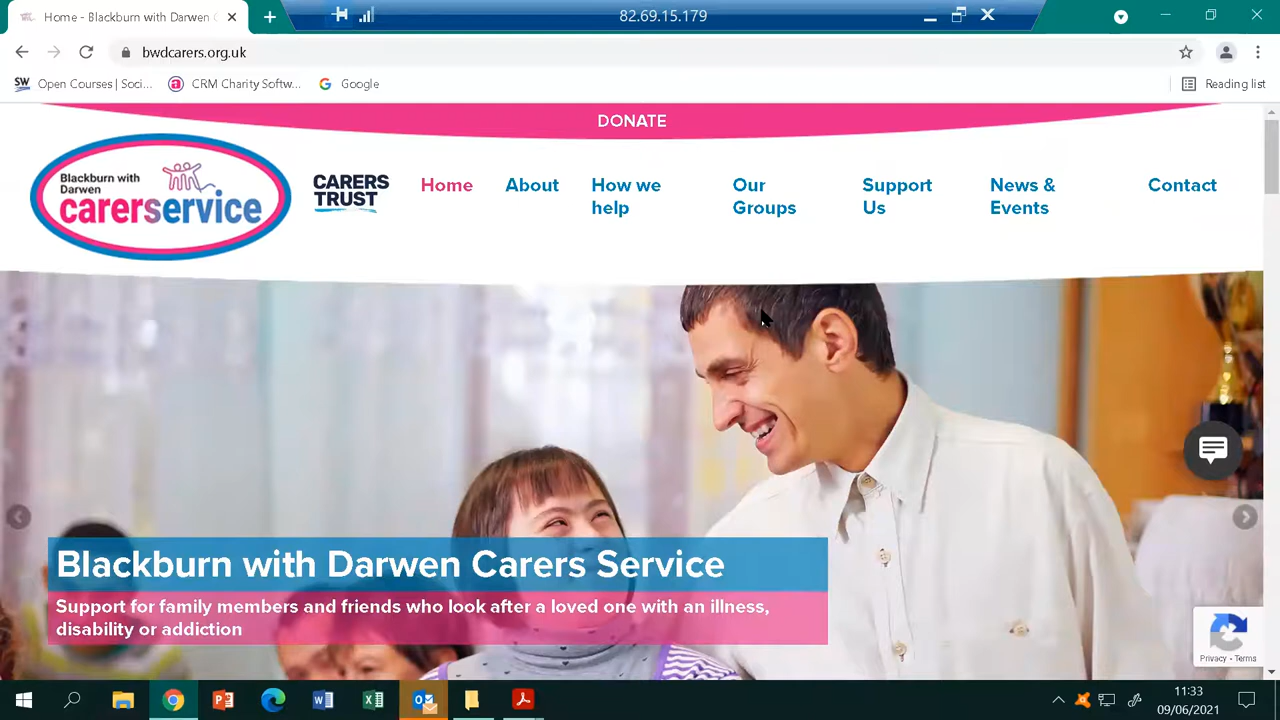 Home - Blackburn with Darwen C
82.69.15.179
bwdcarers.org.uk
SW Open Courses | Soci... CRM Charity Softw... Google Reading list
DONATE
Blackburn with
Darwen
carerservice
CARERS
TRUST
Home About How we help Our Groups Support Us News & Events Contact
Blackburn with Darwen Carers Service
Support for family members and friends who look after a loved one with an illness,
disability or addiction
Privacy - Terms
11:33
09/06/2021